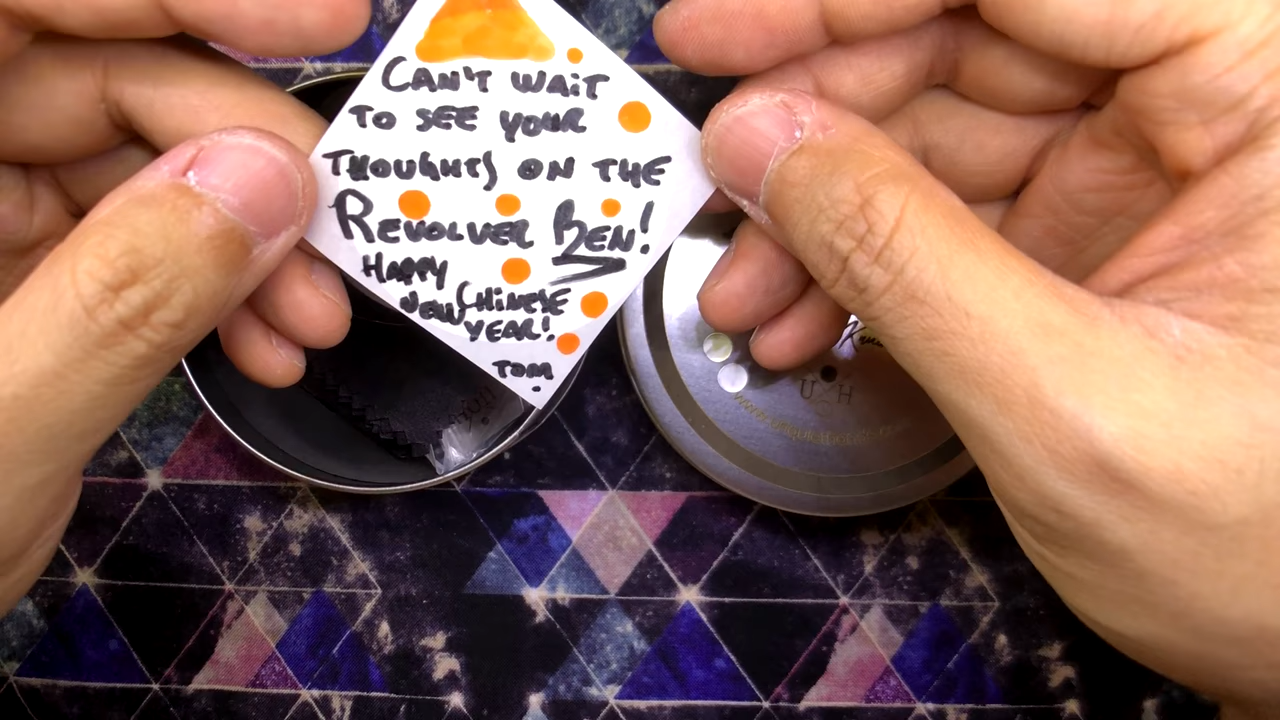 CAN'T WAiT
TO SEE YOUR
THOUGHTS ON THE
REVOLVER BEN!
HAPPY
NEW CHINESE
YEAR!
TOM
U H